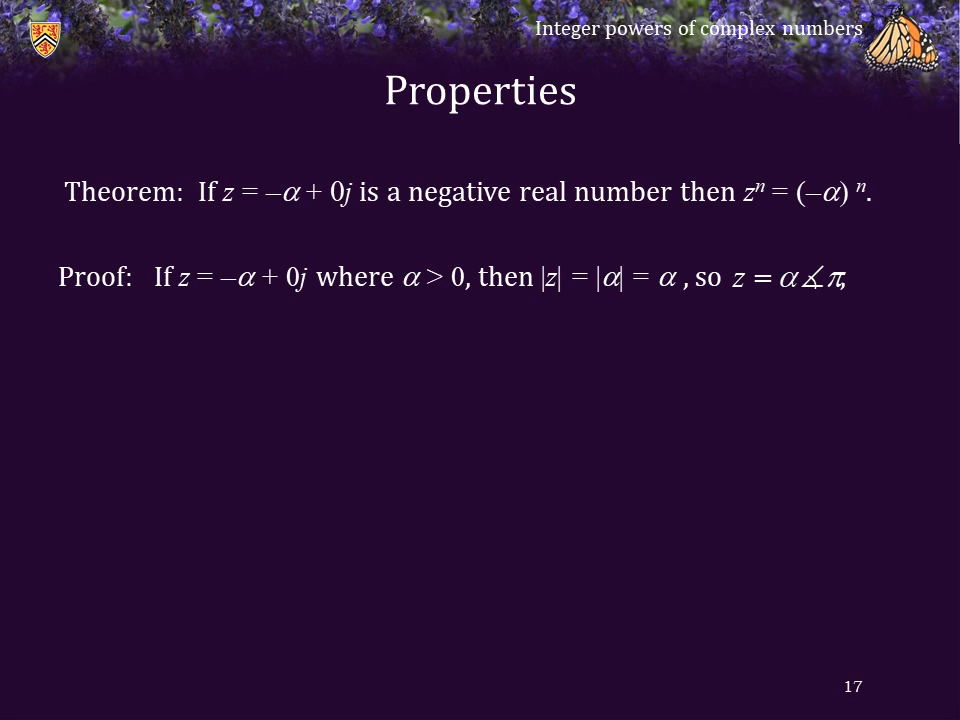 Integer powers of complex numbers
Properties
Theorem: If z = –α + 0j is a negative real number then zⁿ = (–α) ⁿ.
Proof: If z = –α + 0j where α > 0, then |z| = |α| = α , so z = α∡π,
17